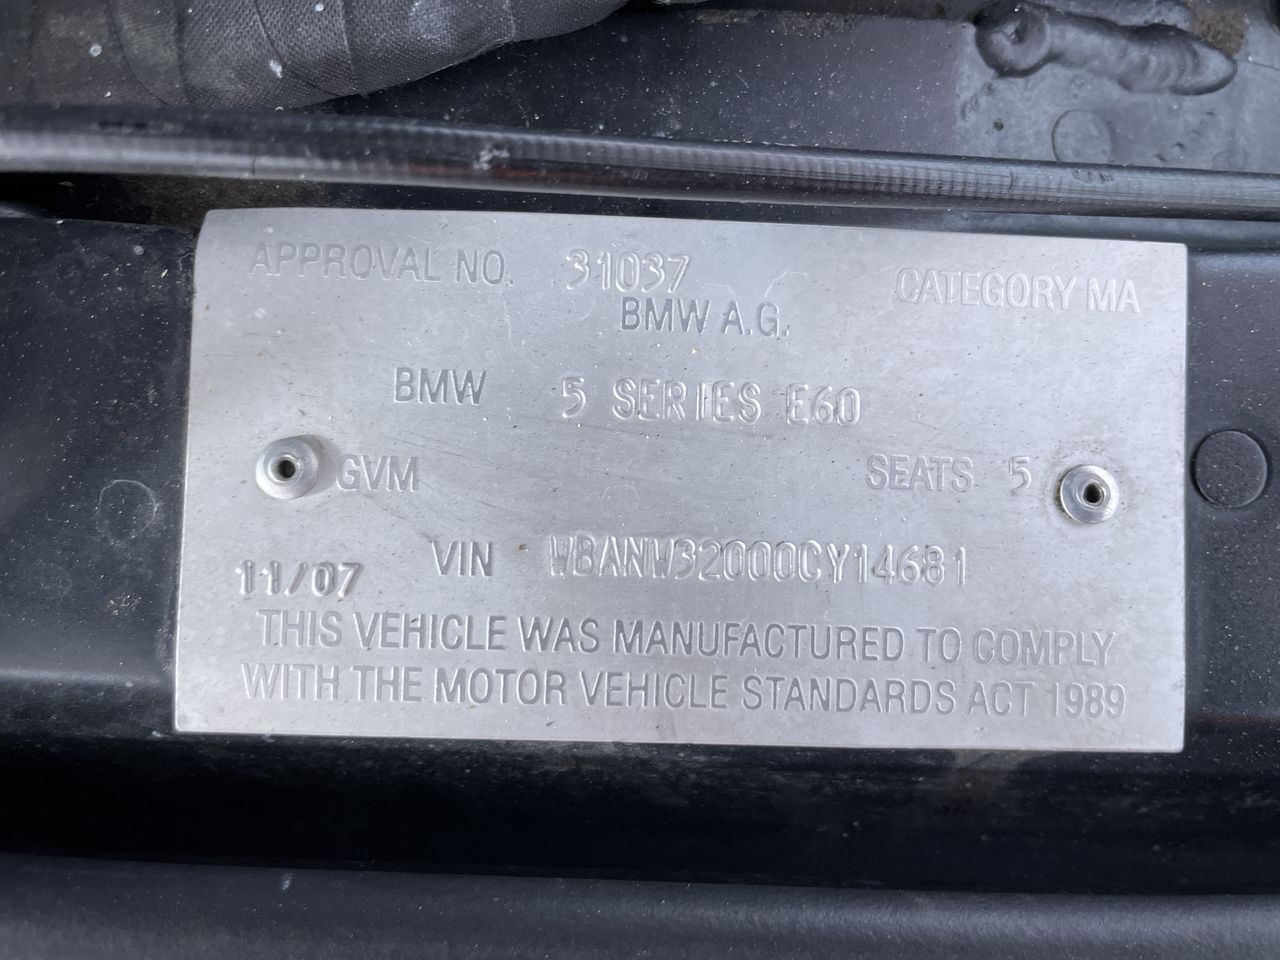 APPROVAL NO. 31037 CATEGORY MA
BMW A.G.
BMW 5 SERIES E60
GVM SEATS 5
11/07 VIN WBANW32000CY14681
THIS VEHICLE WAS MANUFACTURED TO COMPLY
WITH THE MOTOR VEHICLE STANDARDS ACT 1989